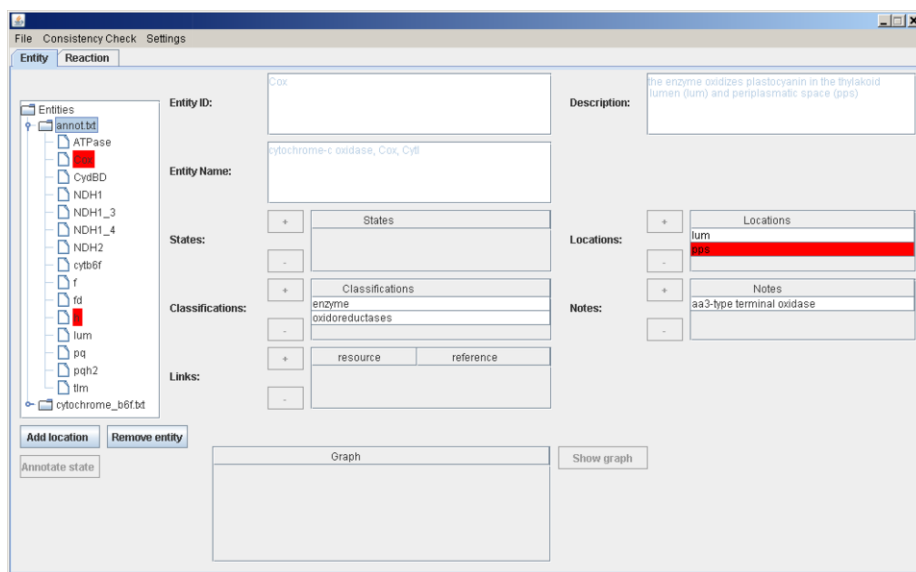 File Consistency Check Settings
Entity Reaction
Entities
annot.txt
ATPase
Cox
CydBD
NDH1
NDH1_3
NDH1_4
NDH2
cytb6f
f
fd
lum
pq
pqh2
tlm
cytochrome_b6f.txt
Add location Remove entity
Annotate state
Entity ID:
Cox
Description:
the enzyme oxidizes plastocyanin in the thylakoid
lumen (lum) and periplasmatic space (pps)
Entity Name:
cytochrome-c oxidase, Cox, CytI
States:
+ States
-
Locations:
+ Locations
lum
pps
-
Classifications:
+ Classifications
enzyme
oxidoreductases
-
Notes:
+ Notes
aa3-type terminal oxidase
-
Links:
+ resource reference
-
Graph
Show graph